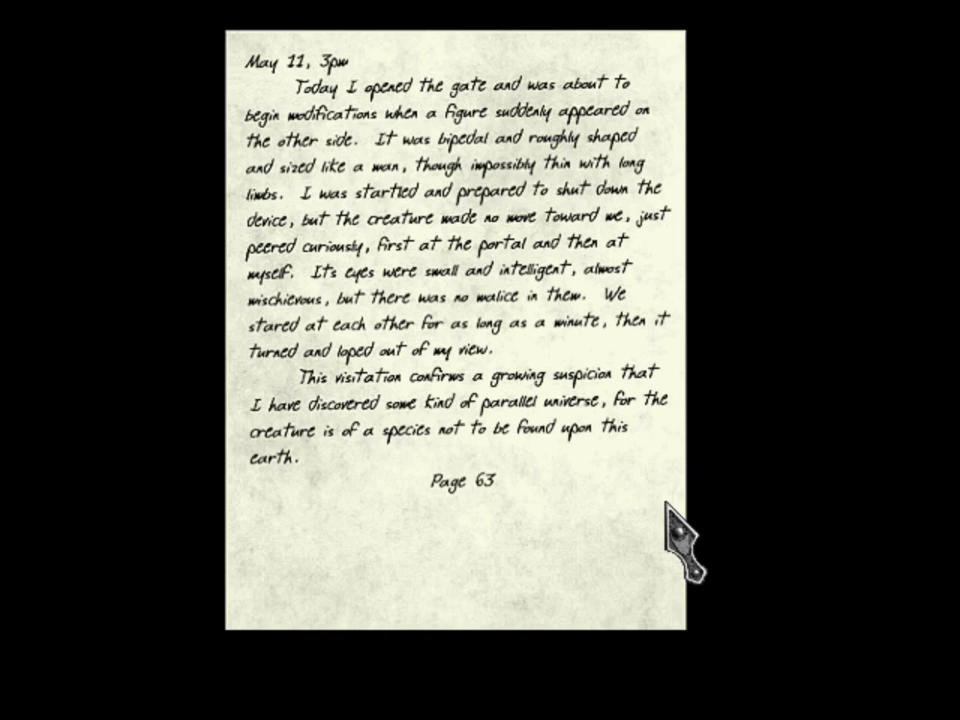 May 11, 3pm
Today I opened the gate and was about to
begin modifications when a figure suddenly appeared on
the other side. It was bipedal and roughly shaped
and sized like a man, though impossibly thin with long
limbs. I was startled and prepared to shut down the
device, but the creature made no move toward me, just
peered curiously, first at the portal and then at
myself. Its eyes were small and intelligent, almost
mischievous, but there was no malice in them. We
stared at each other for as long as a minute, then it
turned and loped out of my view.
This visitation confirms a growing suspicion that
I have discovered some kind of parallel universe, for the
creature is of a species not to be found upon this
earth.
Page 63